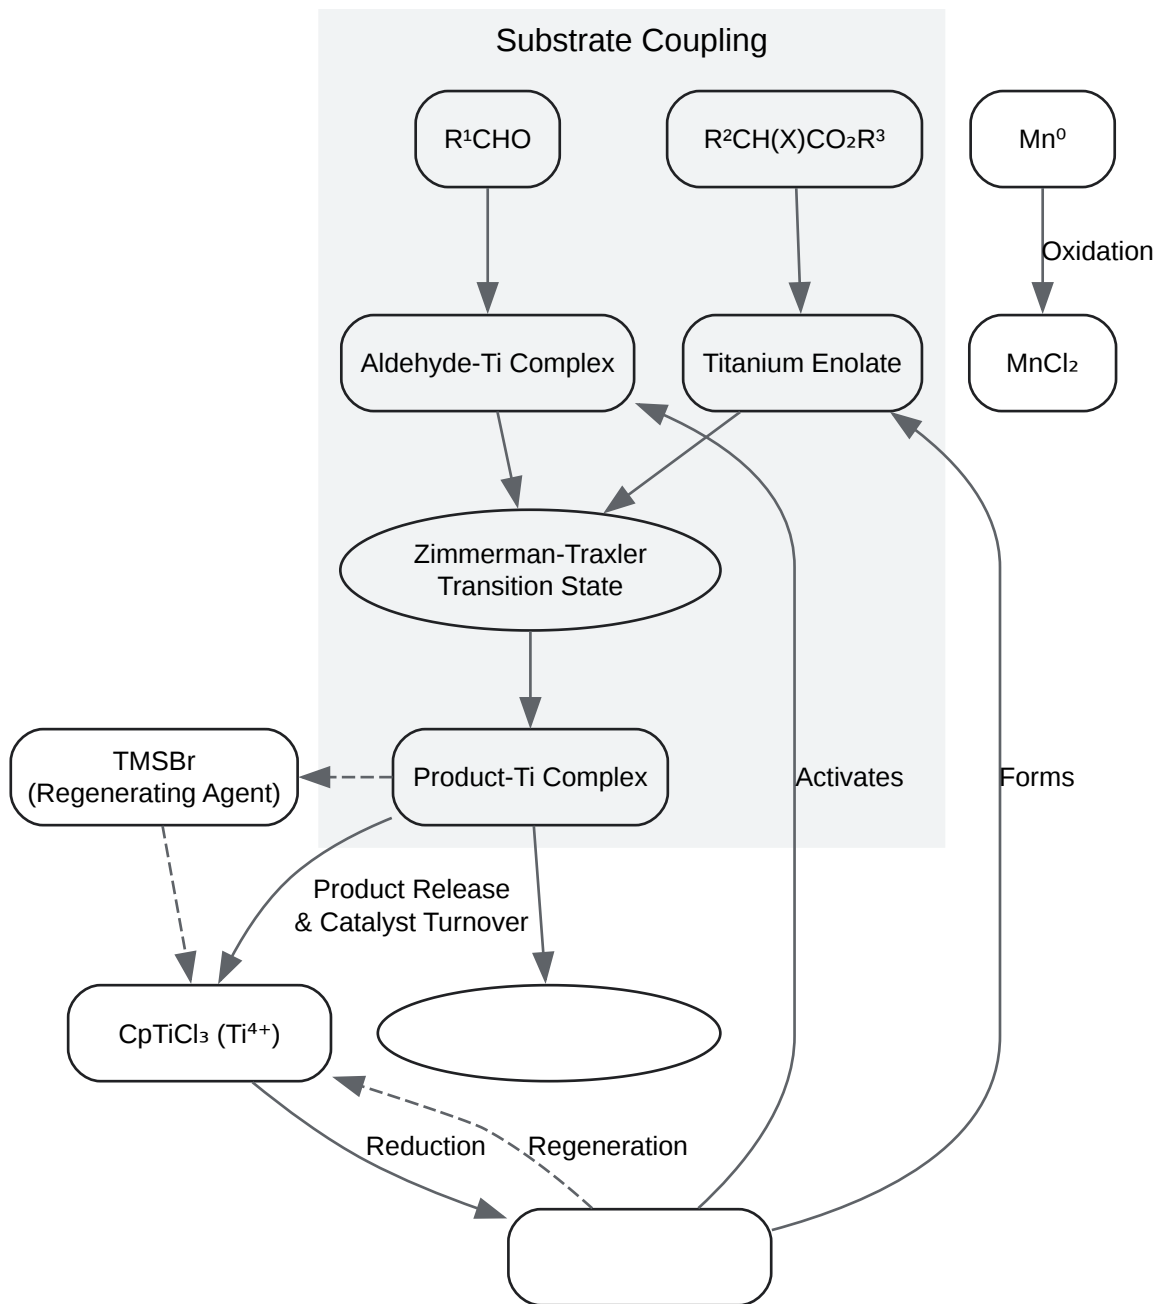 Substrate Coupling
R¹CHO
R²CH(X)CO₂R³
Mn⁰
Oxidation
Aldehyde-Ti Complex
Titanium Enolate
MnCl₂
Zimmerman-Traxler
Transition State
TMSBr
(Regenerating Agent)
Product-Ti Complex
Activates
Forms
Product Release
& Catalyst Turnover
CpTiCl₃ (Ti⁴⁺)
Reduction
Regeneration